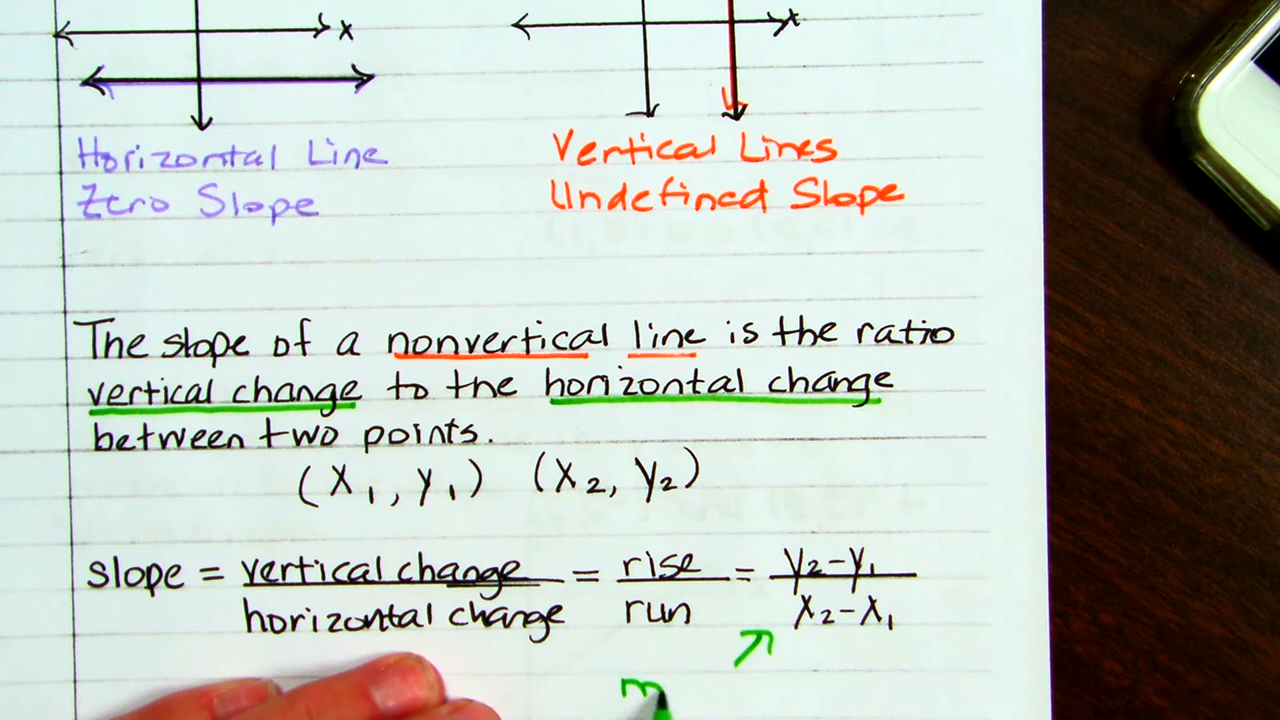 x x
Horizontal Line
Zero Slope
Vertical Lines
Undefined Slope
The slope of a nonvertical line is the ratio
vertical change to the horizontal change
between two points.
(x₁, y₁) (x₂, y₂)
slope = vertical change / horizontal change = rise / run = y₂-y₁ / x₂-x₁
m